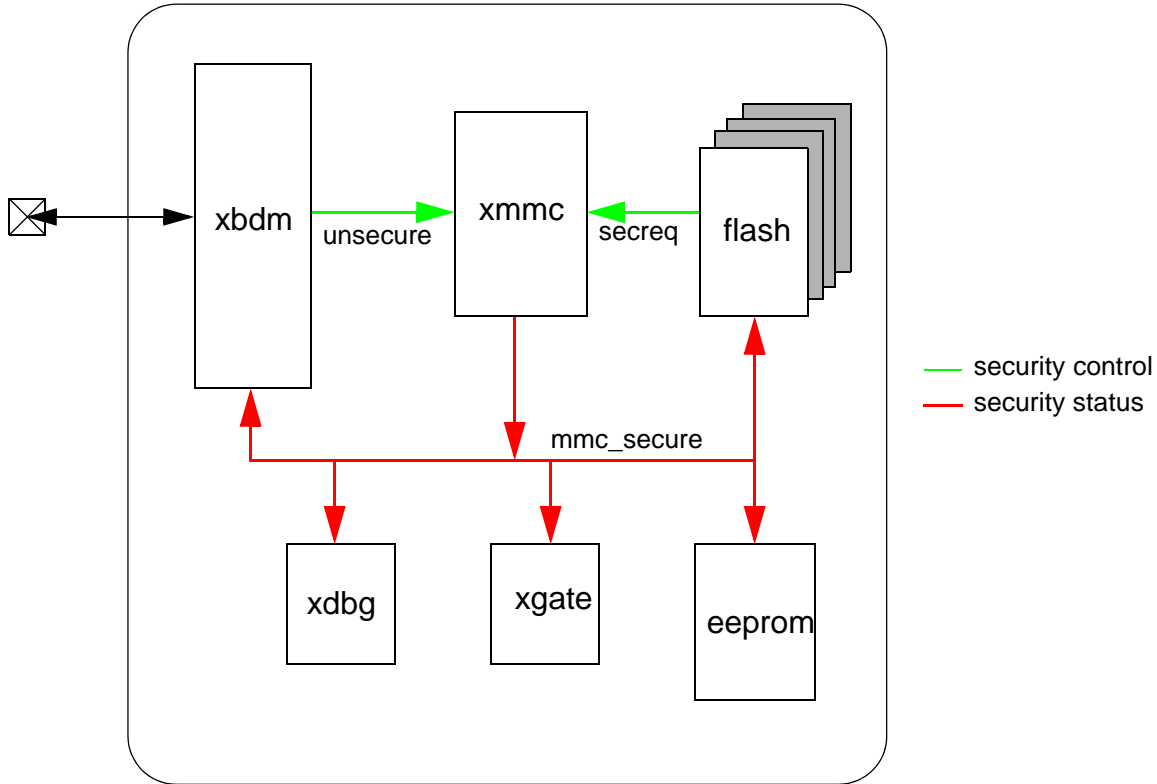 xbdm
xmmc
flash
unsecure
secreq
security control
security status
mmc_secure
xdbg
xgate
eeprom